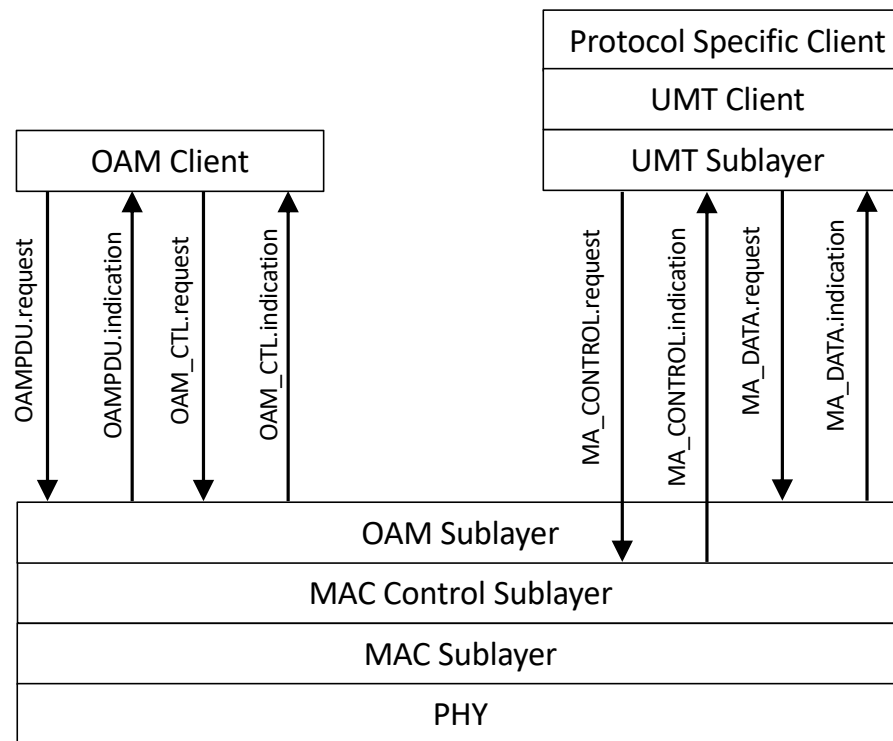 Protocol Specific Client
UMT Client
OAM Client
UMT Sublayer
OAMPDU.request
OAMPDU.indication
OAM_CTL.request
OAM_CTL.indication
MA_CONTROL.request
MA_CONTROL.indication
MA_DATA.request
MA_DATA.indication
OAM Sublayer
MAC Control Sublayer
MAC Sublayer
PHY